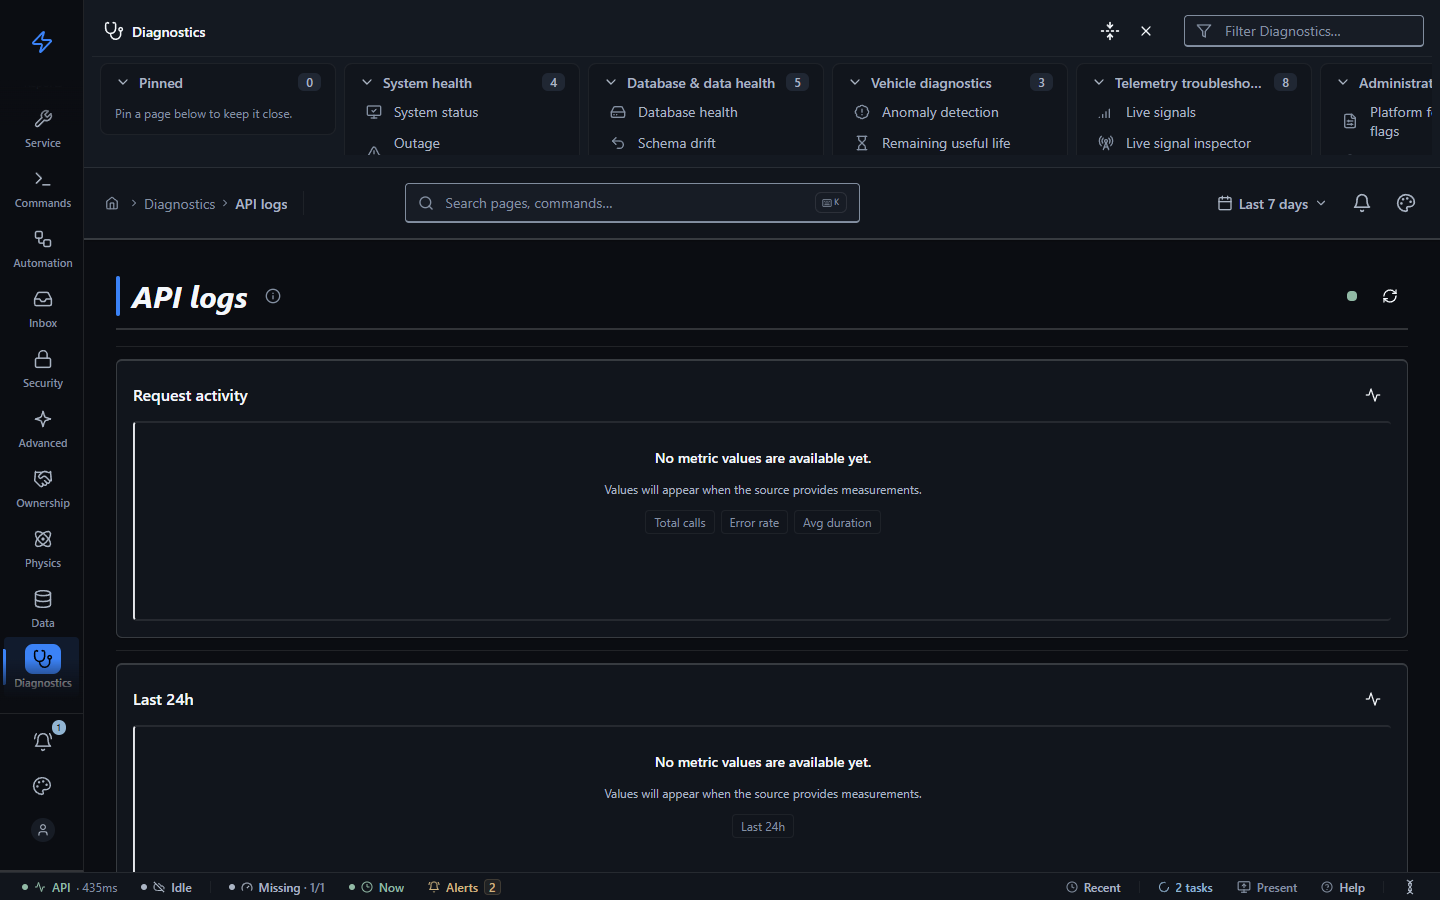 Diagnostics
Filter Diagnostics...
Pinned 0
Pin a page below to keep it close.
System health 4
System status
Outage
Database & data health 5
Database health
Schema drift
Vehicle diagnostics 3
Anomaly detection
Remaining useful life
Telemetry troublesho... 8
Live signals
Live signal inspector
Administrat
Platform f
flags
Service
Commands
Automation
Inbox
Security
Advanced
Ownership
Physics
Data
Diagnostics
1
Diagnostics
API logs
Search pages, commands...
K
Last 7 days
API logs
Request activity
No metric values are available yet.
Values will appear when the source provides measurements.
Total calls Error rate Avg duration
Last 24h
No metric values are available yet.
Values will appear when the source provides measurements.
Last 24h
API · 435ms
Idle
Missing · 1/1
Now
Alerts 2
Recent
2 tasks
Present
Help